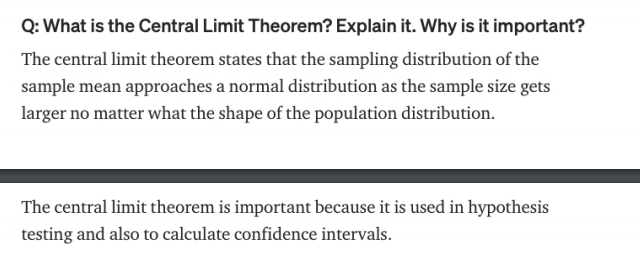 Q: What is the Central Limit Theorem? Explain it. Why is it important?
The central limit theorem states that the sampling distribution of the
sample mean approaches a normal distribution as the sample size gets
larger no matter what the shape of the population distribution.
The central limit theorem is important because it is used in hypothesis
testing and also to calculate confidence intervals.